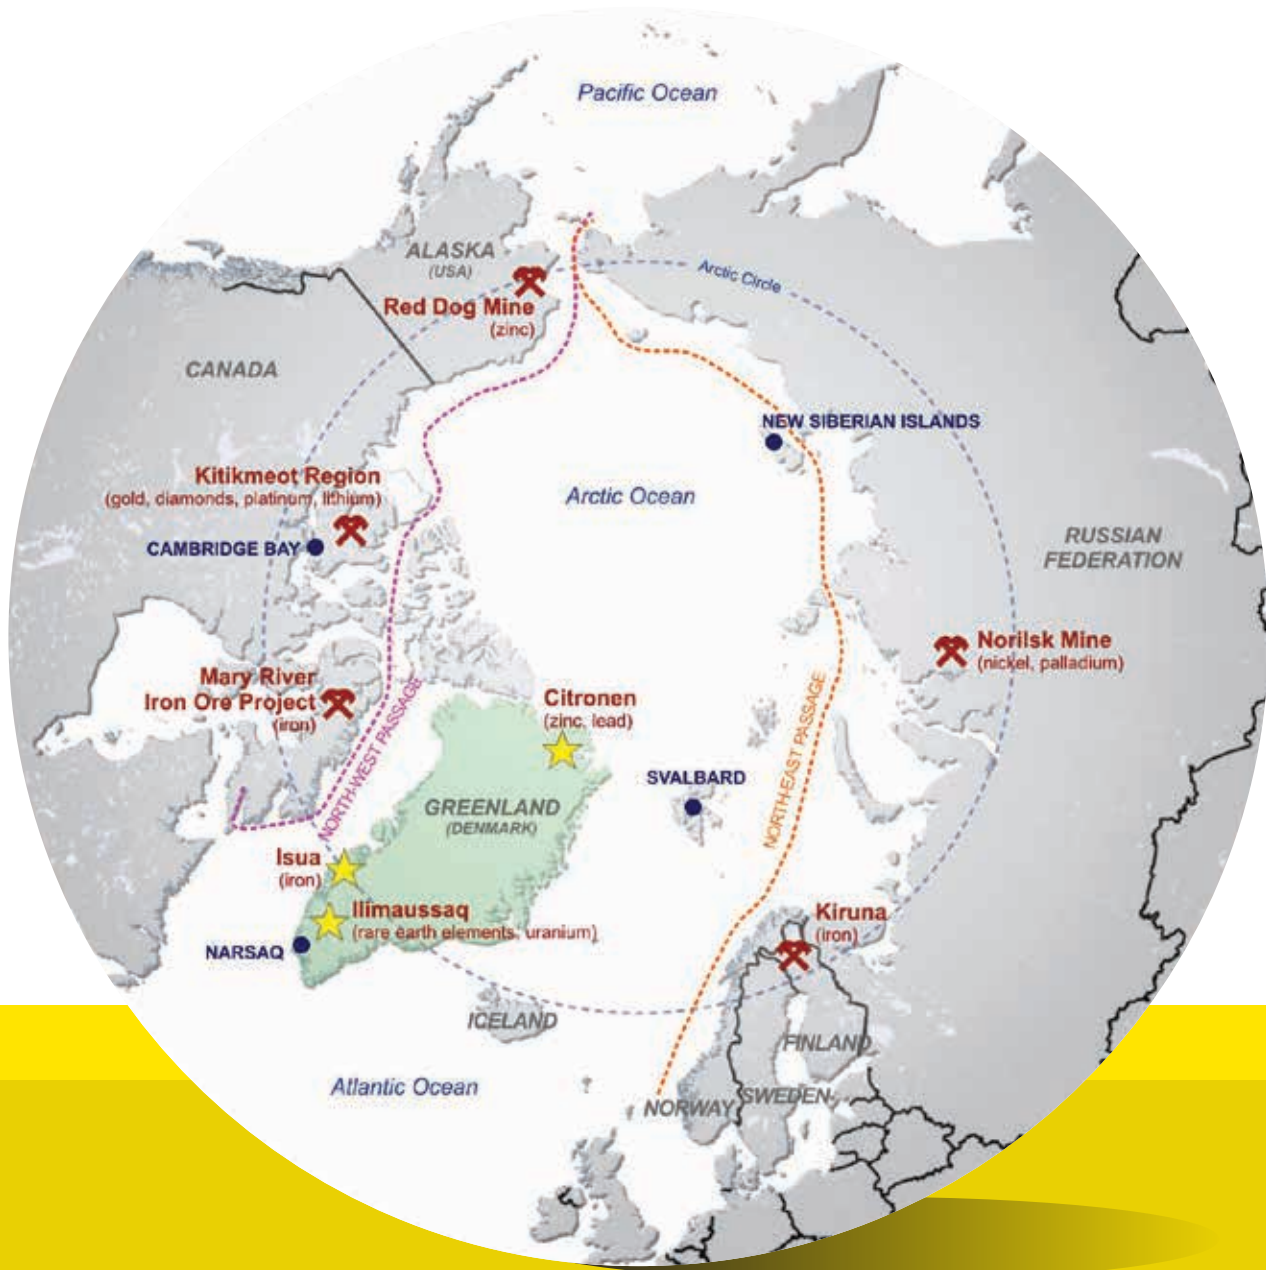 Pacific Ocean
ALASKA
(USA)
Arctic Circle
Red Dog Mine
(zinc)
CANADA
NEW SIBERIAN ISLANDS
Kitikmeot Region
(gold, diamonds, platinum, lithium)
Arctic Ocean
CAMBRIDGE BAY
RUSSIAN
FEDERATION
Norilsk Mine
(nickel, palladium)
Mary River
Iron Ore Project
(iron)
NORTH-WEST PASSAGE
Citronen
(zinc, lead)
NORTH-EAST PASSAGE
SVALBARD
GREENLAND
(DENMARK)
Isua
(iron)
Ilimaussaq
(rare earth elements, uranium)
Kiruna
(iron)
NARSAQ
ICELAND
FINLAND
Atlantic Ocean
NORWAY
SWEDEN